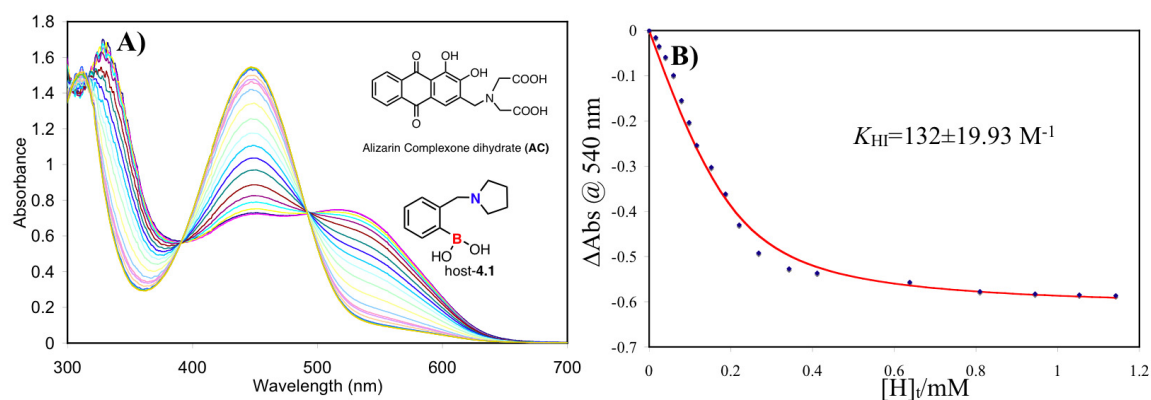 A)
1.8
1.6
1.4
1.2
1
0.8
0.6
0.4
0.2
0
Absorbance
300
400
500
600
700
Wavelength (nm)
O
OH
OH
COOH
N
COOH
O
Alizarin Complexone dihydrate (AC)
N
B
OH
HO
host-4.1
B)
0
-0.1
-0.2
-0.3
-0.4
-0.5
-0.6
-0.7
ΔAbs @ 540 nm
KHI=132±19.93 M-1
0
0.2
0.4
0.6
0.8
1
1.2
[H]t/mM